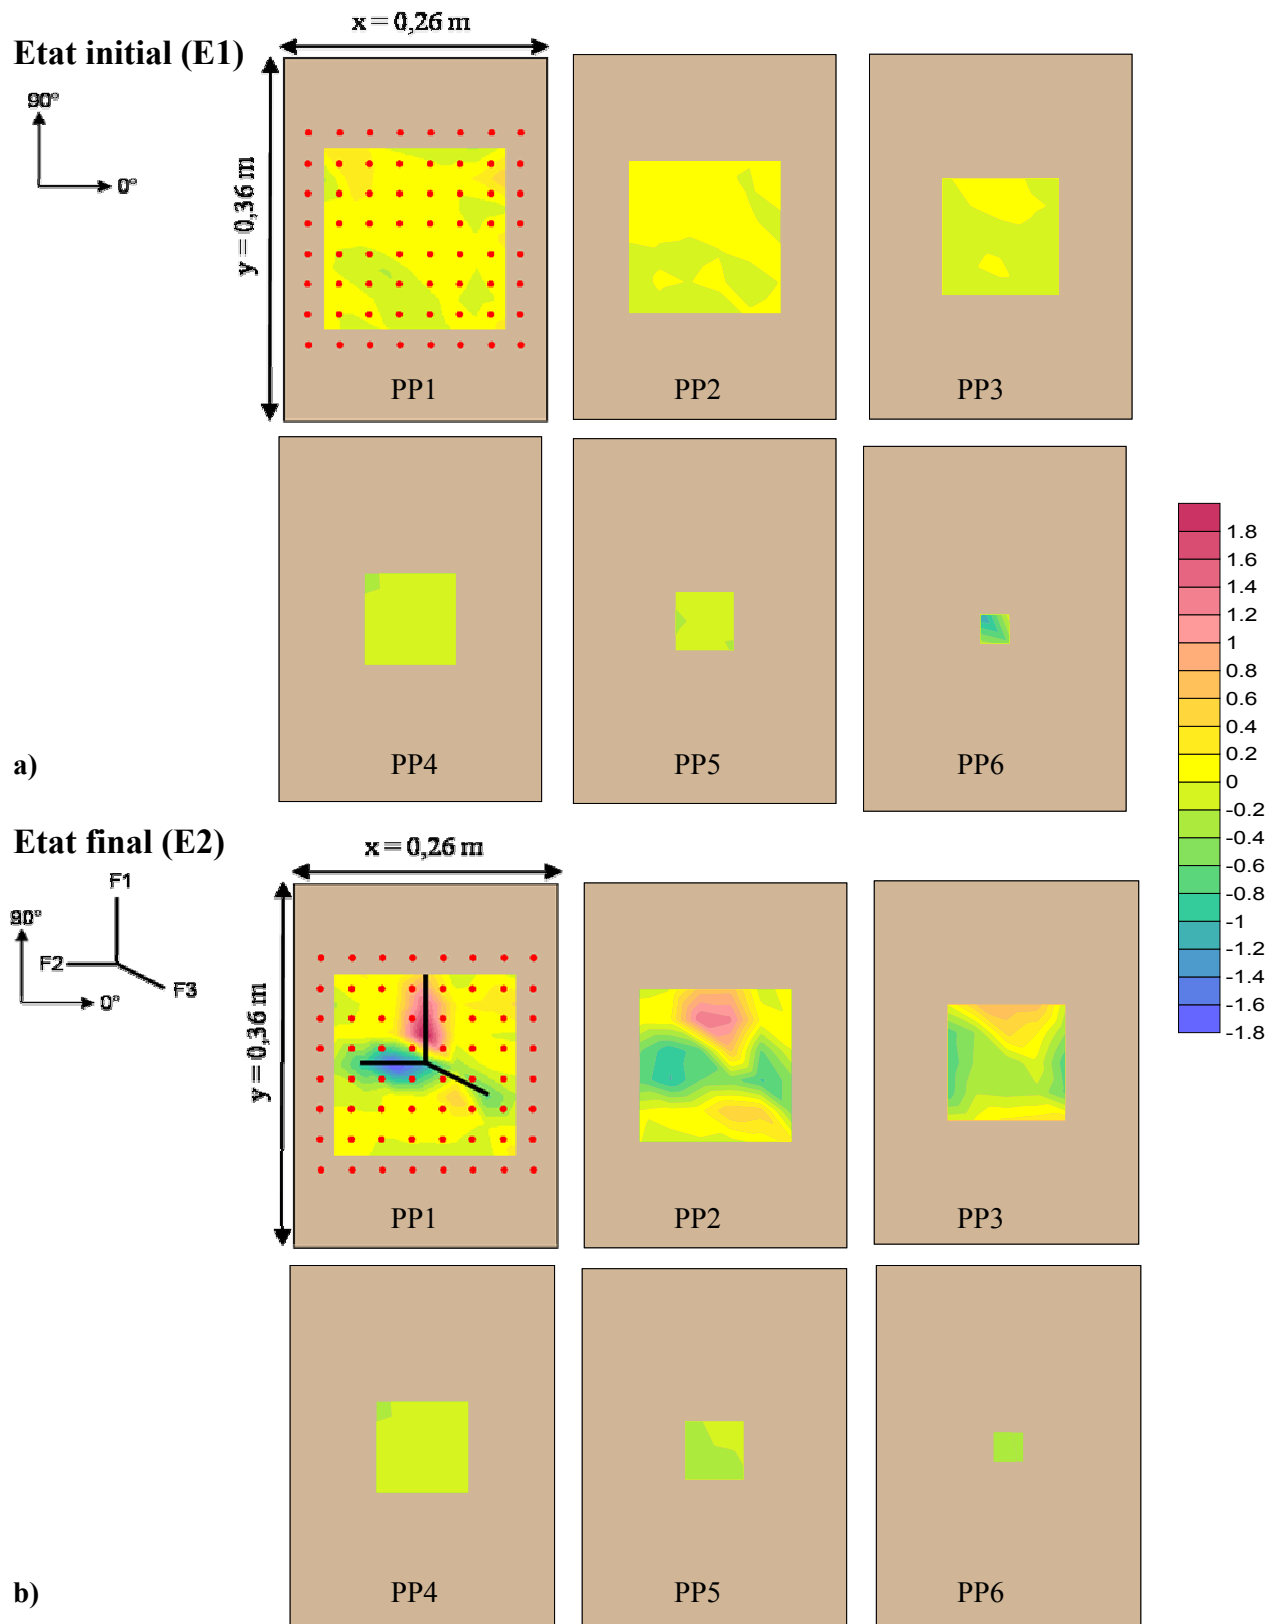 x = 0,26 m
Etat initial (E1)
90°
0°
y = 0,36 m
PP1
PP2
PP3
PP4
PP5
PP6
a)
1.8
1.6
1.4
1.2
1
0.8
0.6
0.4
0.2
0
-0.2
-0.4
-0.6
-0.8
-1
-1.2
-1.4
-1.6
-1.8
Etat final (E2)
x = 0,26 m
F1
90°
F2
F3
0°
y = 0,36 m
PP1
PP2
PP3
PP4
PP5
PP6
b)